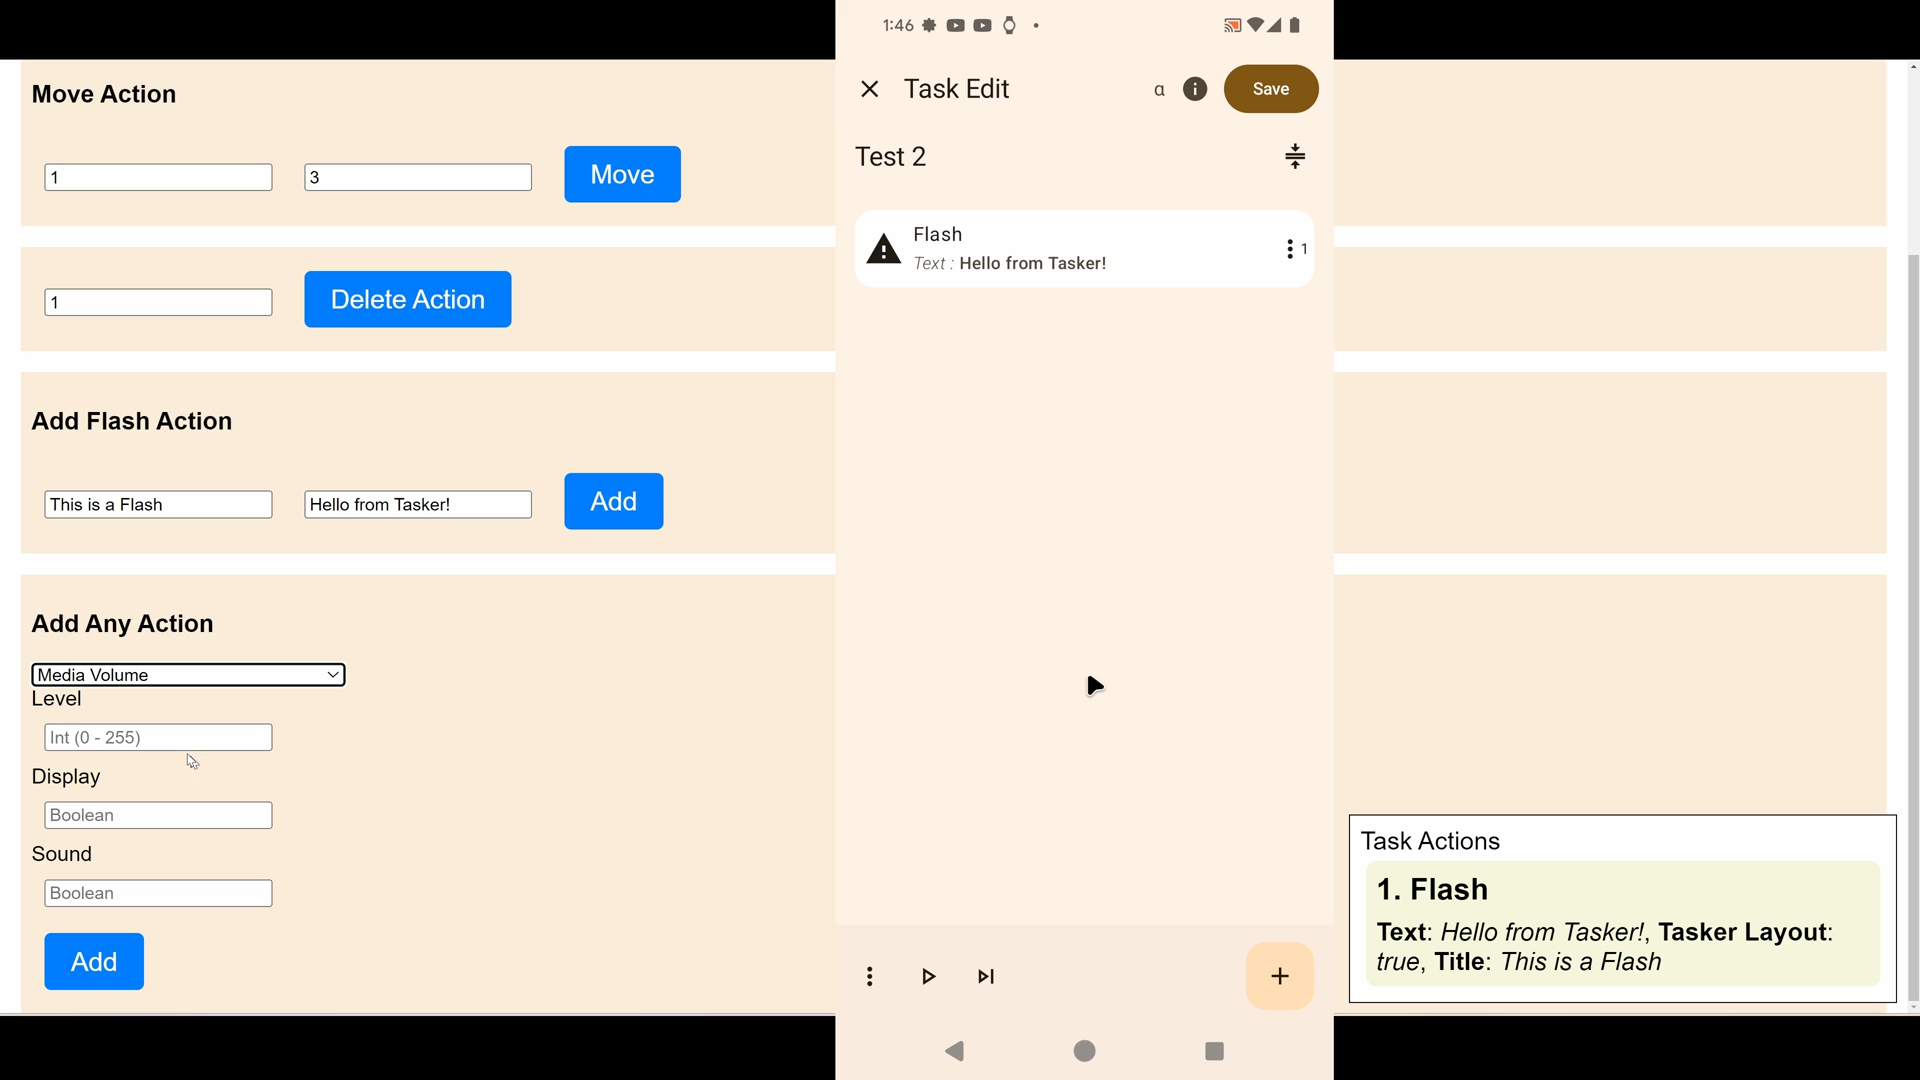 Move Action
1
3
Move
1
Delete Action
Add Flash Action
This is a Flash
Hello from Tasker!
Add
Add Any Action
Media Volume
Level
Int (0 - 255)
Display
Boolean
Sound
Boolean
Add
1:46
Task Edit
α
Save
Test 2
Flash
Text : Hello from Tasker!
1
Task Actions
1. Flash
Text: Hello from Tasker!, Tasker Layout:
true, Title: This is a Flash